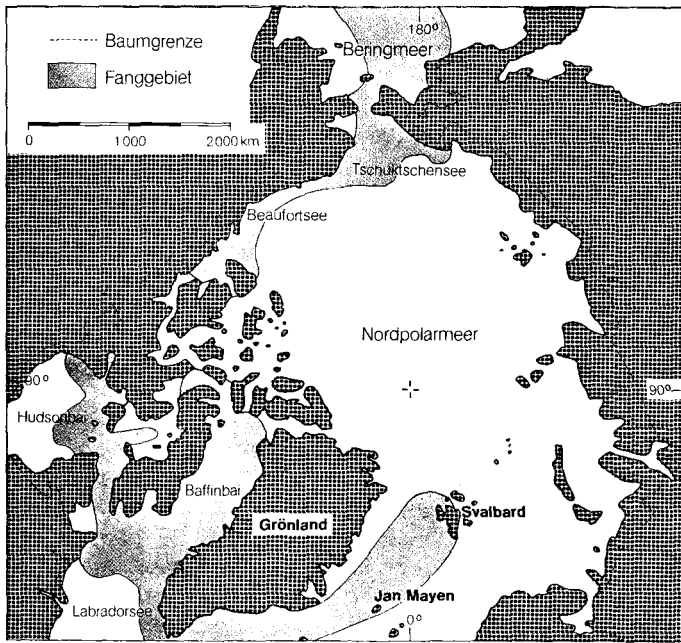 180°
Beringmeer
Baumgrenze
Fanggebiet
0 1000 2000 km
Tschuktschensee
Beaufortsee
Nordpolarmeer
90°
90°
Hudsonbai
Baffinbai
Grönland
Svalbard
Jan Mayen
Labradorsee
0°